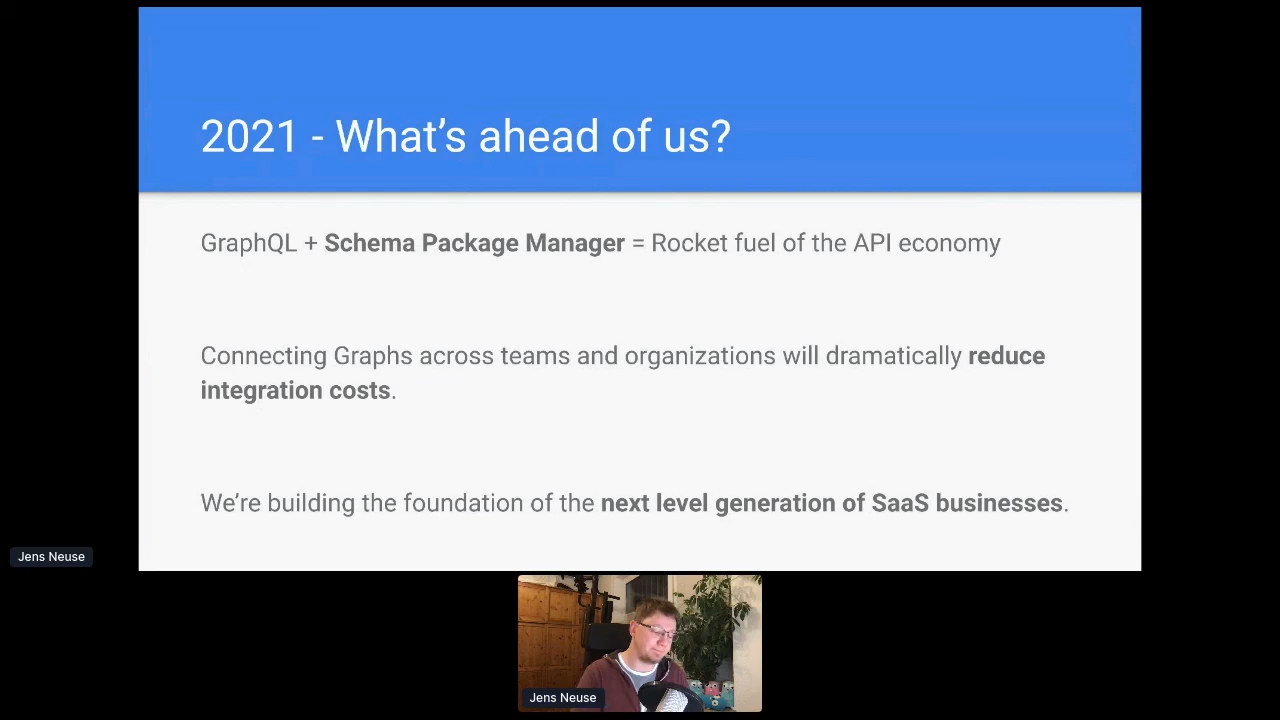 2021 - What’s ahead of us?
GraphQL + Schema Package Manager = Rocket fuel of the API economy
Connecting Graphs across teams and organizations will dramatically reduce
integration costs.
We’re building the foundation of the next level generation of SaaS businesses.
Jens Neuse
Jens Neuse